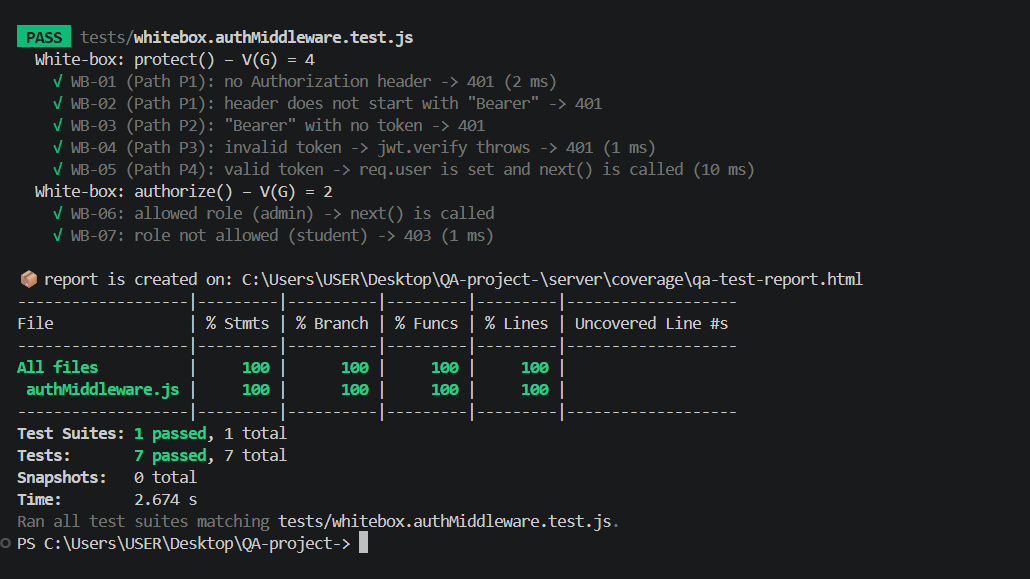 PASS tests/whitebox.authMiddleware.test.js
White-box: protect() – V(G) = 4
√ WB-01 (Path P1): no Authorization header -> 401 (2 ms)
√ WB-02 (Path P1): header does not start with "Bearer" -> 401
√ WB-03 (Path P2): "Bearer" with no token -> 401
√ WB-04 (Path P3): invalid token -> jwt.verify throws -> 401 (1 ms)
√ WB-05 (Path P4): valid token -> req.user is set and next() is called (10 ms)
White-box: authorize() – V(G) = 2
√ WB-06: allowed role (admin) -> next() is called
√ WB-07: role not allowed (student) -> 403 (1 ms)
📦 report is created on: C:\Users\USER\Desktop\QA-project-\server\coverage\qa-test-report.html
-------------------|---------|----------|---------|---------|-------------------
File | % Stmts | % Branch | % Funcs | % Lines | Uncovered Line #s
-------------------|---------|----------|---------|---------|-------------------
All files | 100 | 100 | 100 | 100 |
authMiddleware.js | 100 | 100 | 100 | 100 |
-------------------|---------|----------|---------|---------|-------------------
Test Suites: 1 passed, 1 total
Tests: 7 passed, 7 total
Snapshots: 0 total
Time: 2.674 s
Ran all test suites matching tests/whitebox.authMiddleware.test.js.
PS C:\Users\USER\Desktop\QA-project->